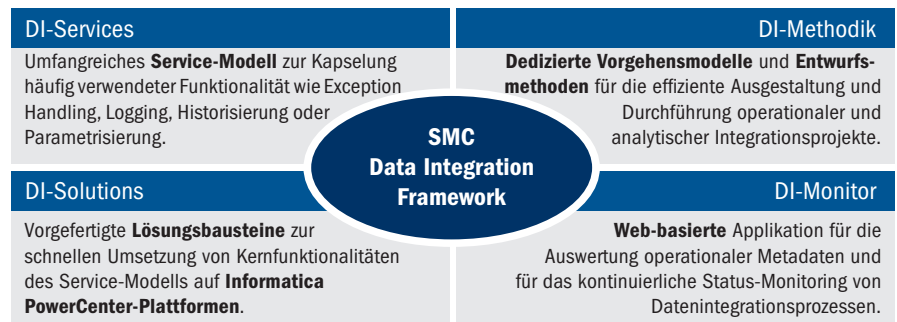 DI-Services
Umfangreiches Service-Modell zur Kapselung
häufig verwendeter Funktionalität wie Exception
Handling, Logging, Historisierung oder
Parametrisierung.
DI-Methodik
Dedizierte Vorgehensmodelle und Entwurfs-
methoden für die effiziente Ausgestaltung und
Durchführung operationaler und
analytischer Integrationsprojekte.
SMC
Data Integration
Framework
DI-Solutions
Vorgefertigte Lösungsbausteine zur
schnellen Umsetzung von Kernfunktionalitäten
des Service-Modells auf Informatica
PowerCenter-Plattformen.
DI-Monitor
Web-basierte Applikation für die
Auswertung operationaler Metadaten und
für das kontinuierliche Status-Monitoring von
Datenintegrationsprozessen.